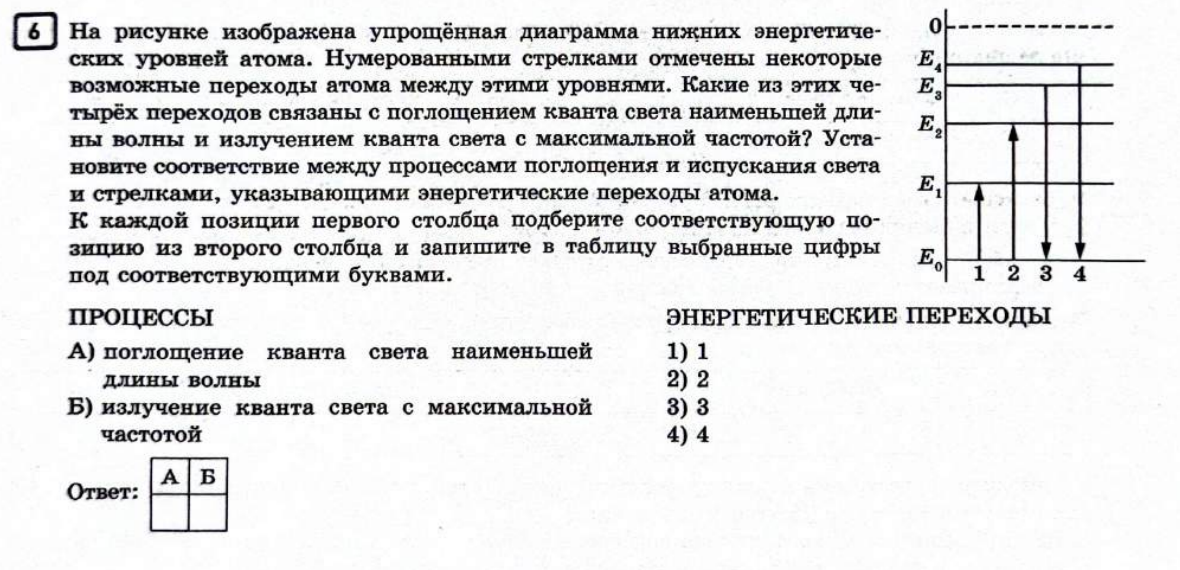 6 На рисунке изображена упрощённая диаграмма нижних энергетиче-
ских уровней атома. Нумерованными стрелками отмечены некоторые
возможные переходы атома между этими уровнями. Какие из этих че-
тырёх переходов связаны с поглощением кванта света наименьшей дли-
ны волны и излучением кванта света с максимальной частотой? Уста-
новите соответствие между процессами поглощения и испускания света
и стрелками, указывающими энергетические переходы атома.
К каждой позиции первого столбца подберите соответствующую по-
зицию из второго столбца и запишите в таблицу выбранные цифры
под соответствующими буквами.
0
E₄
E₃
E₂
E₁
E₀
1 2 3 4
ПРОЦЕССЫ
А) поглощение кванта света наименьшей
длины волны
Б) излучение кванта света с максимальной
частотой
ЭНЕРГЕТИЧЕСКИЕ ПЕРЕХОДЫ
1) 1
2) 2
3) 3
4) 4
Ответ:
А Б